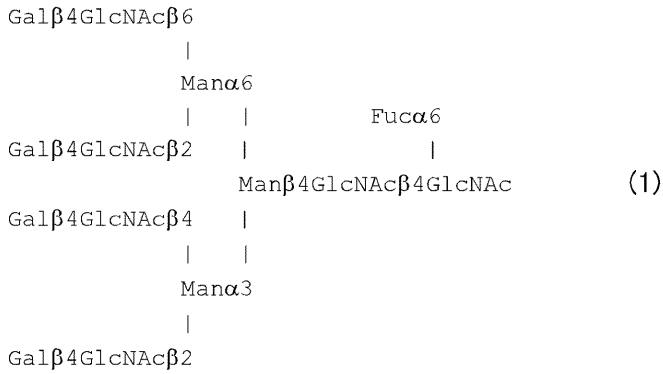 Galβ4GlcNAcβ6
|
Manα6
| | Fucα6
Galβ4GlcNAcβ2 | |
Manβ4GlcNAcβ4GlcNAc (1)
Galβ4GlcNAcβ4 |
| |
Manα3
|
Galβ4GlcNAcβ2